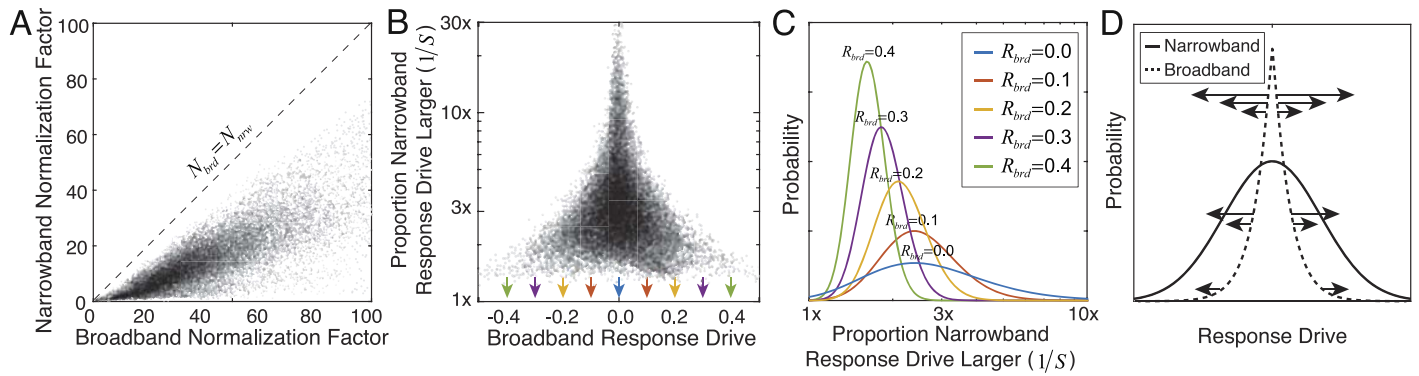 A
Narrowband Normalization Factor
100
80
60
40
20
0
N_brd=N_nrw
0 20 40 60 80 100
Broadband Normalization Factor
B
Proportion Narrowband
Response Drive Larger (1/S)
30x
10x
3x
1x
-0.4 -0.2 0.0 0.2 0.4
Broadband Response Drive
C
Probability
R_brd=0.4
R_brd=0.3
R_brd=0.2
R_brd=0.1
R_brd=0.0
R_brd=0.0
R_brd=0.1
R_brd=0.2
R_brd=0.3
R_brd=0.4
1x 3x 10x
Proportion Narrowband
Response Drive Larger (1/S)
D
Probability
Narrowband
Broadband
Response Drive